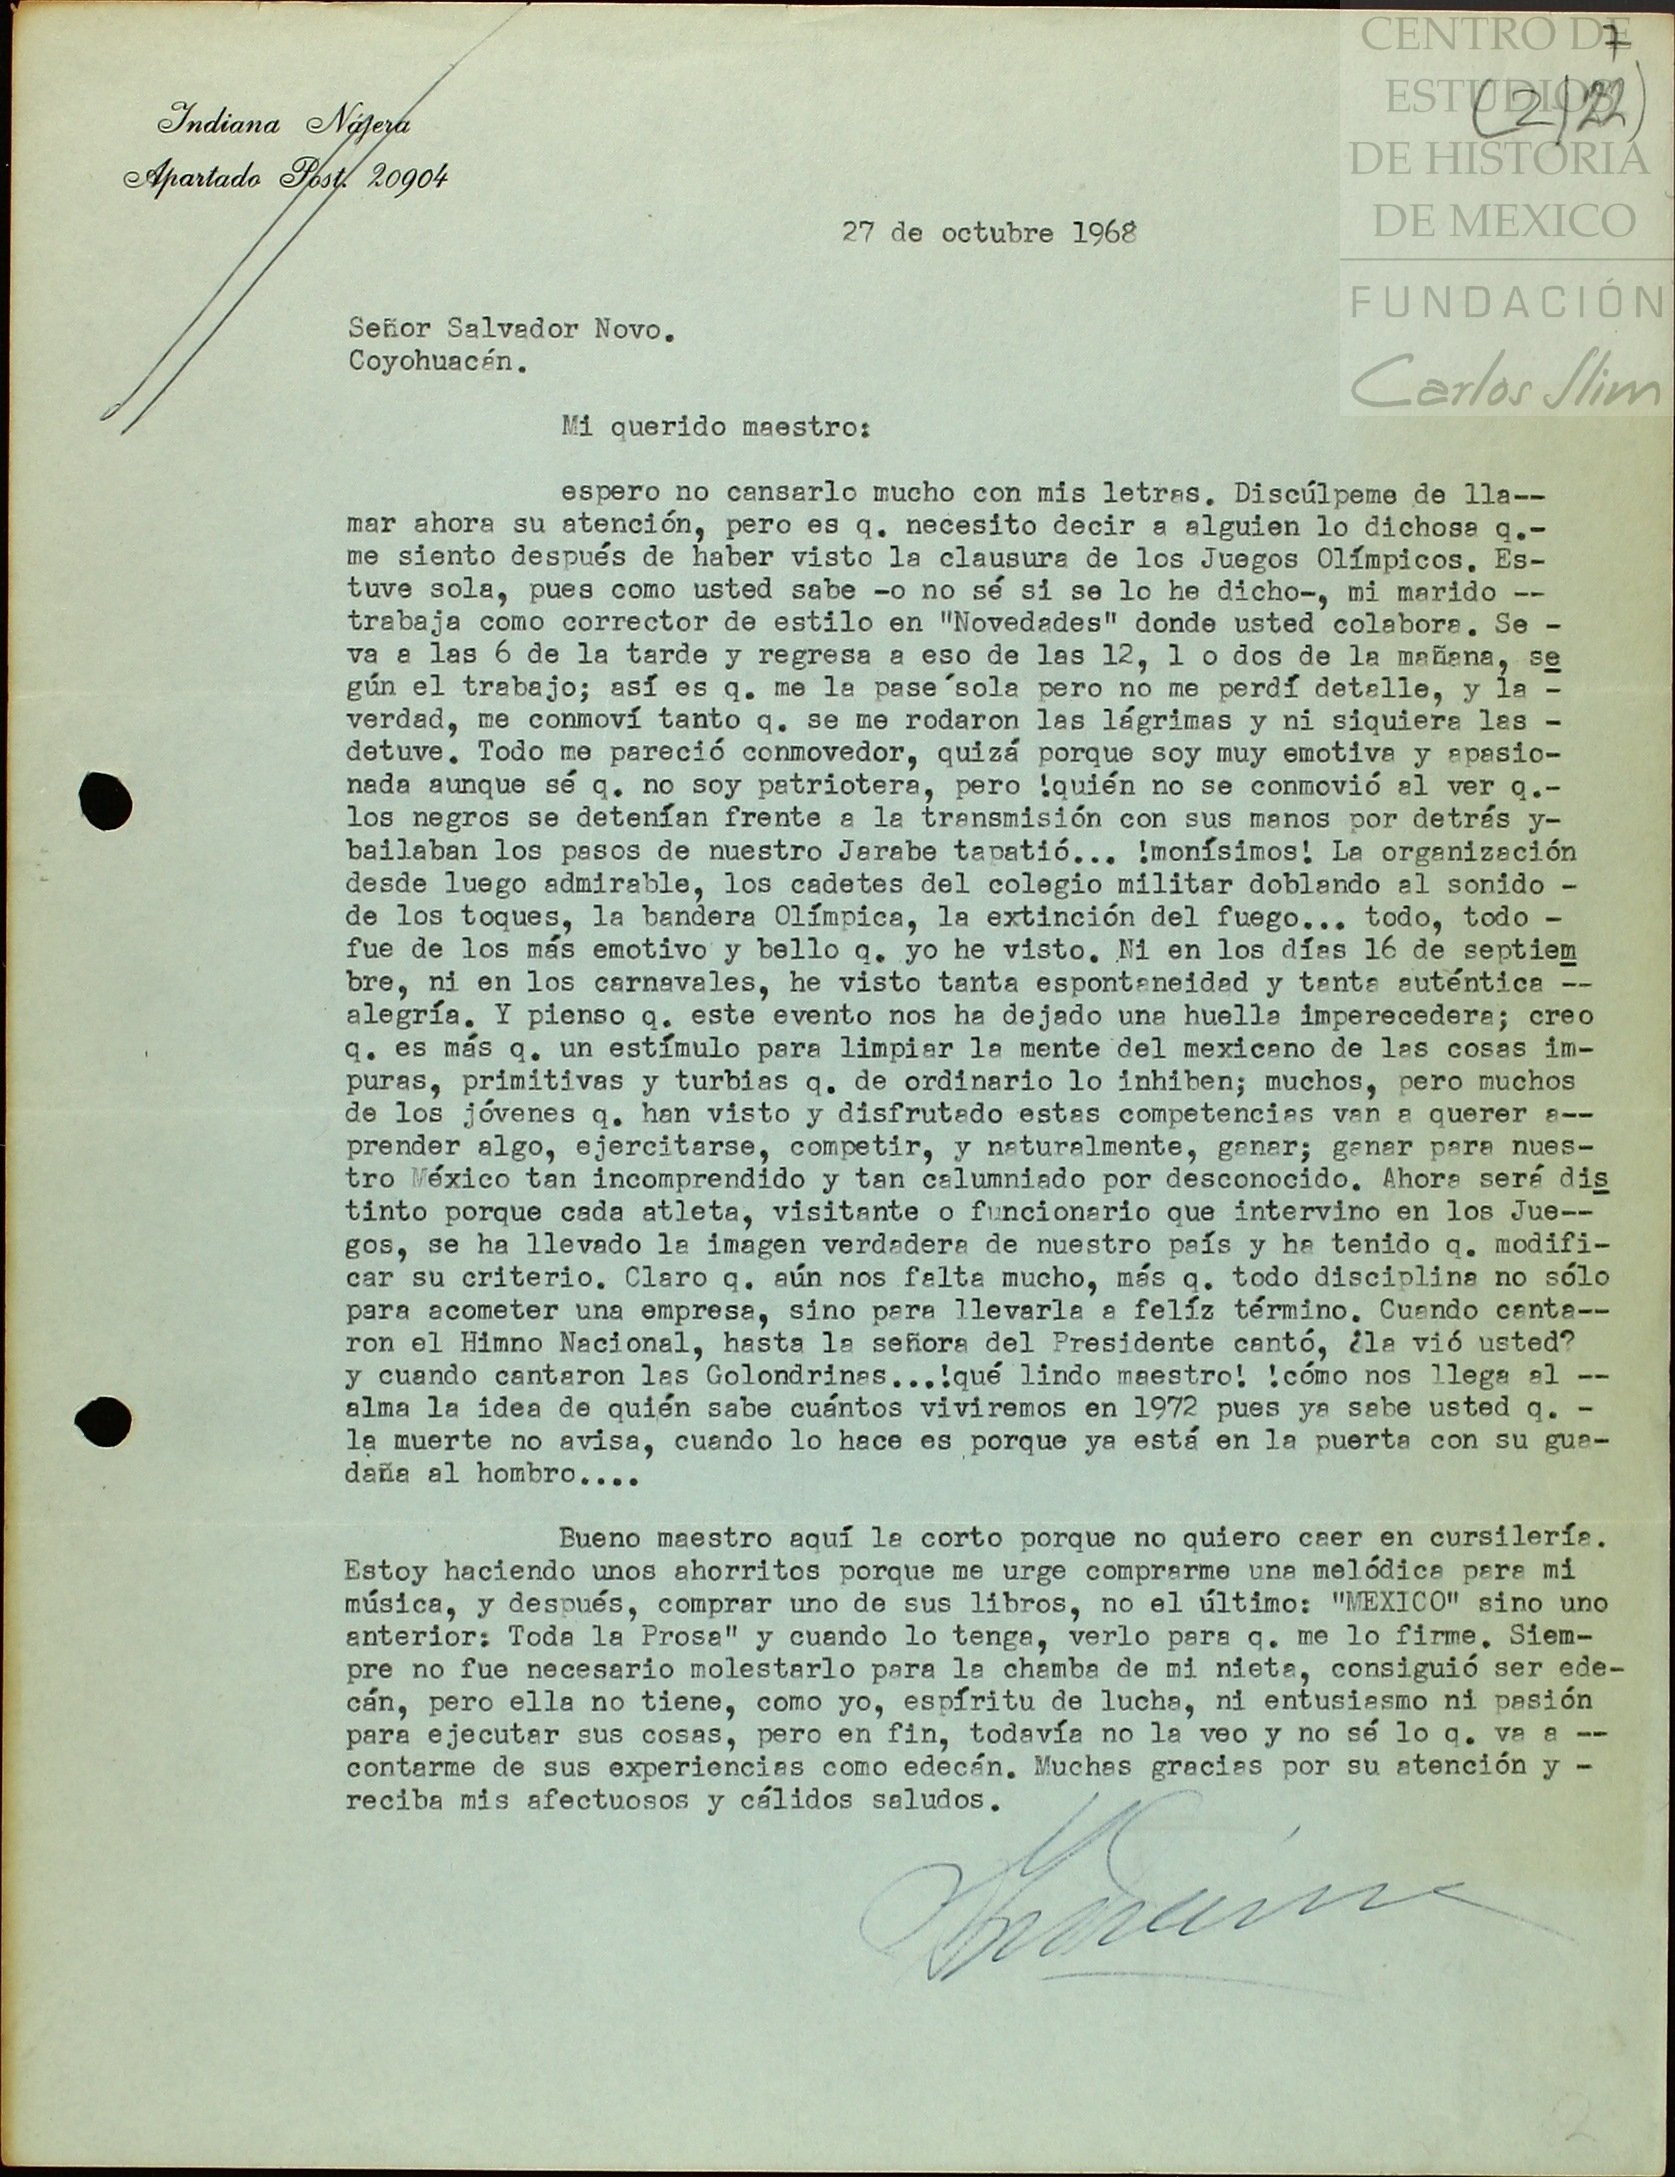 CENTRO DE
ESTUDIOS
DE HISTORIA
DE MEXICO
FUNDACIÓN
Carlos Slim
7
(2/22)
Indiana Nájera
Apartado Post. 20904
27 de octubre 1968
Señor Salvador Novo.
Coyohuacán.
Mi querido maestro:
espero no cansarlo mucho con mis letras. Discúlpeme de lla--
mar ahora su atención, pero es q. necesito decir a alguien lo dichosa q.-
me siento después de haber visto la clausura de los Juegos Olímpicos. Es-
tuve sola, pues como usted sabe -o no sé si se lo he dicho-, mi marido --
trabaja como corrector de estilo en "Novedades" donde usted colabora. Se -
va a las 6 de la tarde y regresa a eso de las 12, 1 o dos de la mañana, se
gún el trabajo; así es q. me la pase´sola pero no me perdí detalle, y la -
verdad, me conmoví tanto q. se me rodaron las lágrimas y ni siquiera las -
detuve. Todo me pareció conmovedor, quizá porque soy muy emotiva y apasio-
nada aunque sé q. no soy patriotera, pero !quién no se conmovió al ver q.-
los negros se detenían frente a la transmisión con sus manos por detrás y-
bailaban los pasos de nuestro Jarabe tapatió... !monísimos! La organización
desde luego admirable, los cadetes del colegio militar doblando al sonido -
de los toques, la bandera Olímpica, la extinción del fuego... todo, todo -
fue de los más emotivo y bello q. yo he visto. Ni en los días 16 de septiem
bre, ni en los carnavales, he visto tanta espontaneidad y tanta auténtica --
alegría. Y pienso q. este evento nos ha dejado una huella imperecedera; creo
q. es más q. un estímulo para limpiar la mente del mexicano de las cosas im-
puras, primitivas y turbias q. de ordinario lo inhiben; muchos, pero muchos
de los jóvenes q. han visto y disfrutado estas competencias van a querer a--
prender algo, ejercitarse, competir, y naturalmente, ganar; ganar para nues-
tro México tan incomprendido y tan calumniado por desconocido. Ahora será dis
tinto porque cada atleta, visitante o funcionario que intervino en los Jue--
gos, se ha llevado la imagen verdadera de nuestro país y ha tenido q. modifi-
car su criterio. Claro q. aún nos falta mucho, más q. todo disciplina no sólo
para acometer una empresa, sino para llevarla a felíz término. Cuando canta--
ron el Himno Nacional, hasta la señora del Presidente cantó, ¿la vió usted?
y cuando cantaron las Golondrinas...!qué lindo maestro! !cómo nos llega al --
alma la idea de quién sabe cuántos viviremos en 1972 pues ya sabe usted q. -
la muerte no avisa, cuando lo hace es porque ya está en la puerta con su gua-
daña al hombro....
Bueno maestro aquí la corto porque no quiero caer en cursilería.
Estoy haciendo unos ahorritos porque me urge comprarme una melódica para mi
música, y después, comprar uno de sus libros, no el último: "MEXICO" sino uno
anterior: Toda la Prosa" y cuando lo tenga, verlo para q. me lo firme. Siem-
pre no fue necesario molestarlo para la chamba de mi nieta, consiguió ser ede-
cán, pero ella no tiene, como yo, espíritu de lucha, ni entusiasmo ni pasión
para ejecutar sus cosas, pero en fin, todavía no la veo y no sé lo q. va a --
contarme de sus experiencias como edecán. Muchas gracias por su atención y -
reciba mis afectuosos y cálidos saludos.
Indiana
2